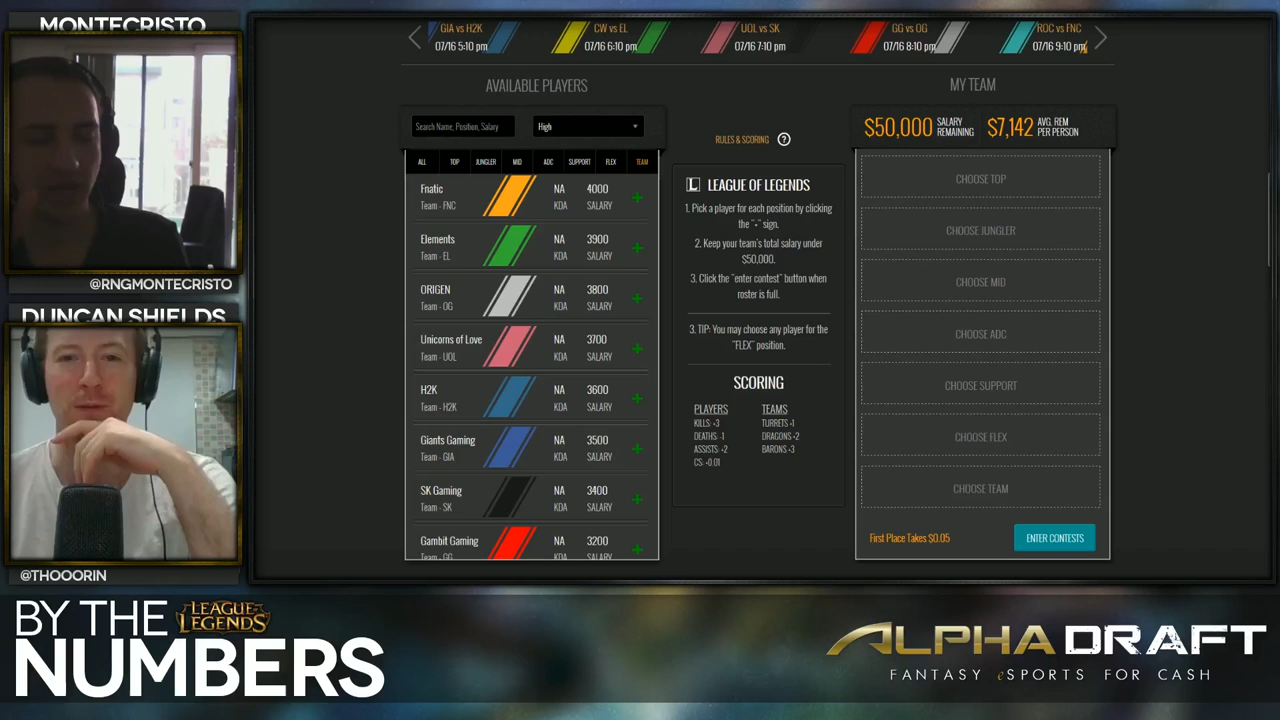 MONTECRISTO
@RNGMONTECRISTO
DUNCAN SHIELDS
@THOOORIN
GIA vs H2K
07/16 5:10 pm
CW vs EL
07/16 6:10 pm
UOL vs SK
07/16 7:10 pm
GG vs OG
07/16 8:10 pm
ROC vs FNC
07/16 9:10 pm
AVAILABLE PLAYERS
Search Name, Position, Salary
High
ALL TOP JUNGLER MID ADC SUPPORT FLEX TEAM
Fnatic NA 4000
Team - FNC KDA SALARY
Elements NA 3900
Team - EL KDA SALARY
ORIGEN NA 3800
Team - OG KDA SALARY
Unicorns of Love NA 3700
Team - UOL KDA SALARY
H2K NA 3600
Team - H2K KDA SALARY
Giants Gaming NA 3500
Team - GIA KDA SALARY
SK Gaming NA 3400
Team - SK KDA SALARY
Gambit Gaming NA 3200
Team - GG KDA SALARY
RULES & SCORING ?
L LEAGUE OF LEGENDS
1. Pick a player for each position by clicking
the "+" sign.
2. Keep your team's total salary under
$50,000.
3. Click the "enter contest" button when
roster is full.
3. TIP: You may choose any player for the
"FLEX" position.
SCORING
PLAYERS
KILLS: +3
DEATHS: -1
ASSISTS: +2
CS: +0.01
TEAMS
TURRETS +1
DRAGONS +2
BARONS +3
MY TEAM
$50,000 SALARY REMAINING
$7,142 AVG. REM PER PERSON
CHOOSE TOP
CHOOSE JUNGLER
CHOOSE MID
CHOOSE ADC
CHOOSE SUPPORT
CHOOSE FLEX
CHOOSE TEAM
First Place Takes $0.05
ENTER CONTESTS
BY THE
LEAGUE OF
LEGENDS
NUMBERS
ALPHADRAFT
FANTASY eSPORTS FOR CASH